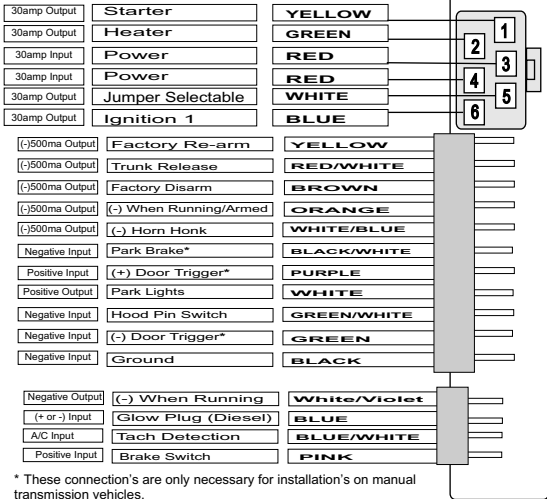 30amp Output Starter YELLOW 1
30amp Output Heater GREEN 2
30amp Input Power RED 3
30amp Input Power RED 4
30amp Output Jumper Selectable WHITE 5
30amp Output Ignition 1 BLUE 6
(-)500ma Output Factory Re-arm YELLOW
(-)500ma Output Trunk Release RED/WHITE
(-)500ma Output Factory Disarm BROWN
(-)500ma Output (-) When Running/Armed ORANGE
(-)500ma Output (-) Horn Honk WHITE/BLUE
Negative Input Park Brake* BLACK/WHITE
Positive Input (+) Door Trigger* PURPLE
Positive Output Park Lights WHITE
Negative Input Hood Pin Switch GREEN/WHITE
Negative Input (-) Door Trigger* GREEN
Negative Input Ground BLACK
Negative Output (-) When Running White/Violet
(+ or -) Input Glow Plug (Diesel) BLUE
A/C Input Tach Detection BLUE/WHITE
Positive Input Brake Switch PINK
* These connection's are only necessary for installation's on manual
transmission vehicles.